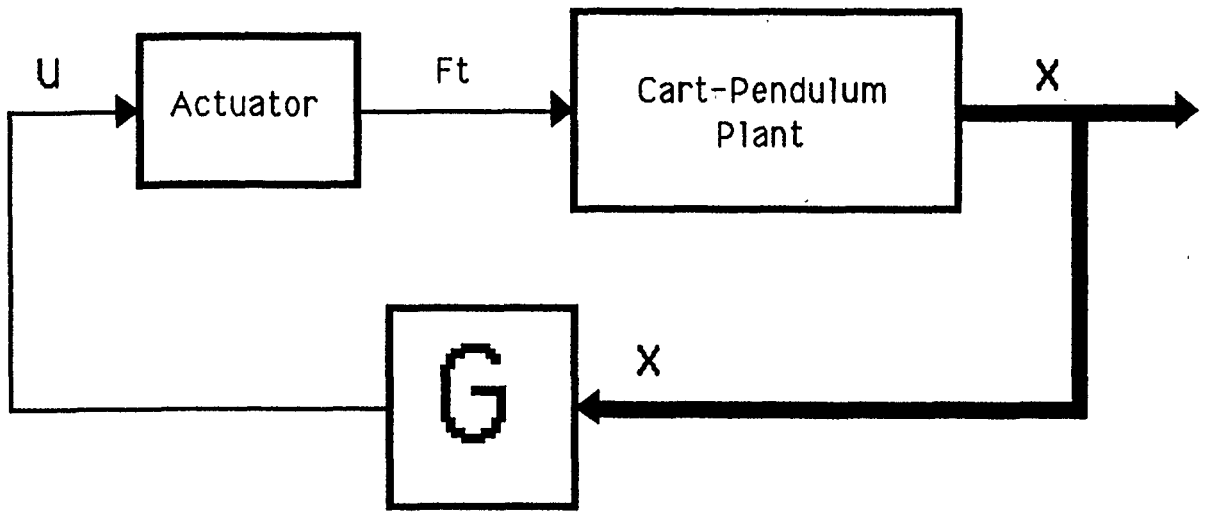 U
Actuator
Ft
Cart-Pendulum
Plant
X
G
X